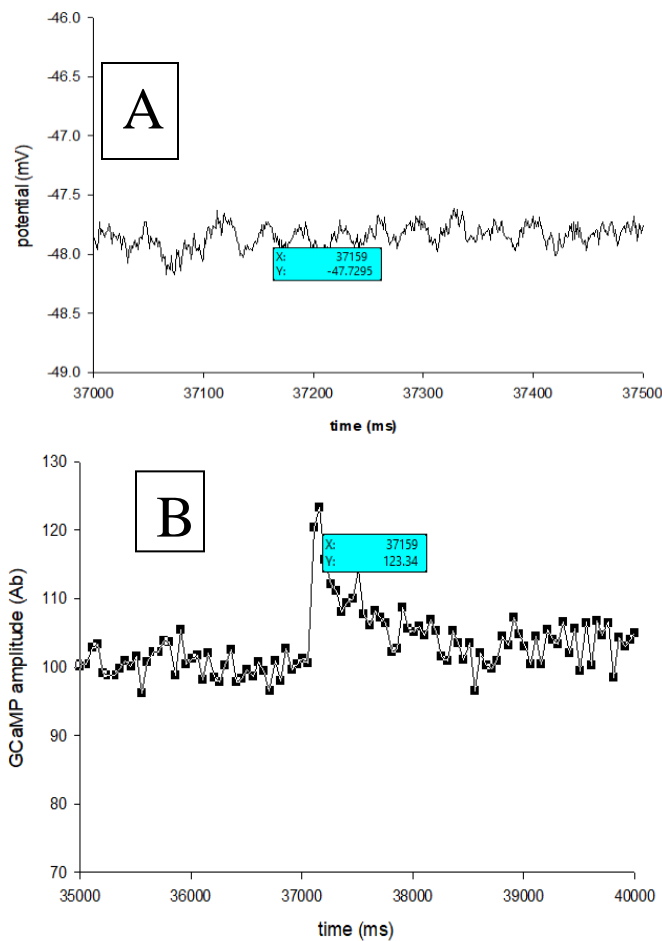 -46.0
-46.5
-47.0
-47.5
-48.0
-48.5
-49.0
potential (mV)
A
X: 37159
Y: -47.7295
37000 37100 37200 37300 37400 37500
time (ms)
130
120
110
100
90
80
70
GCaMP amplitude (Ab)
B
X: 37159
Y: 123.34
35000 36000 37000 38000 39000 40000
time (ms)